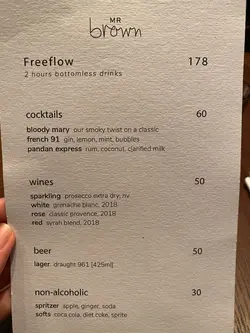 MR
brown
Freeflow 178
2 hours bottomless drinks
cocktails 60
bloody mary our smoky twist on a classic
french 91 gin, lemon, mint, bubbles
pandan express rum, coconut, clarified milk
wines 50
sparkling prosecco extra dry, nv
white grenache blanc, 2018
rose classic provence, 2018
red syrah blend, 2018
beer 50
lager draught 961 [425ml]
non-alcoholic 30
spritzer apple, ginger, soda
softs coca cola, diet coke, sprite